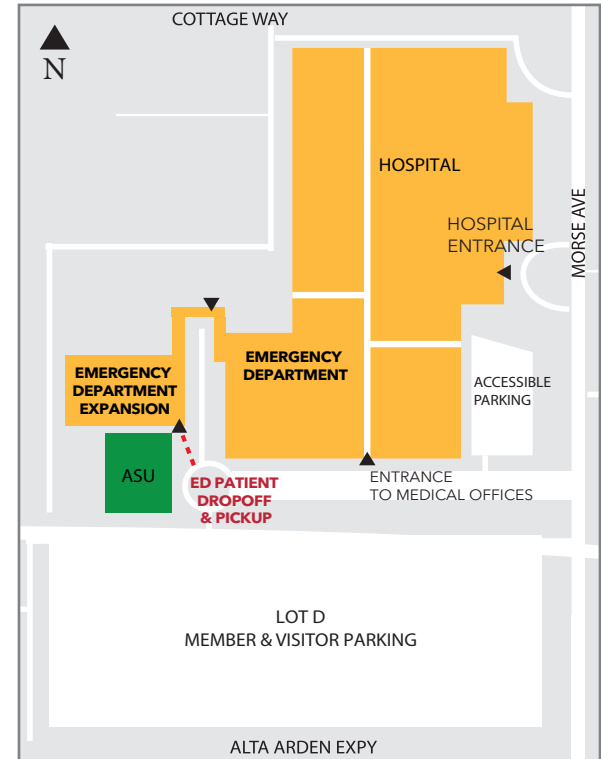 COTTAGE WAY
N
HOSPITAL
MORSE AVE
HOSPITAL
ENTRANCE
EMERGENCY
DEPARTMENT
EMERGENCY
DEPARTMENT
EXPANSION
ACCESSIBLE
PARKING
ASU
ED PATIENT
DROPOFF
& PICKUP
ENTRANCE
TO MEDICAL OFFICES
LOT D
MEMBER & VISITOR PARKING
ALTA ARDEN EXPY